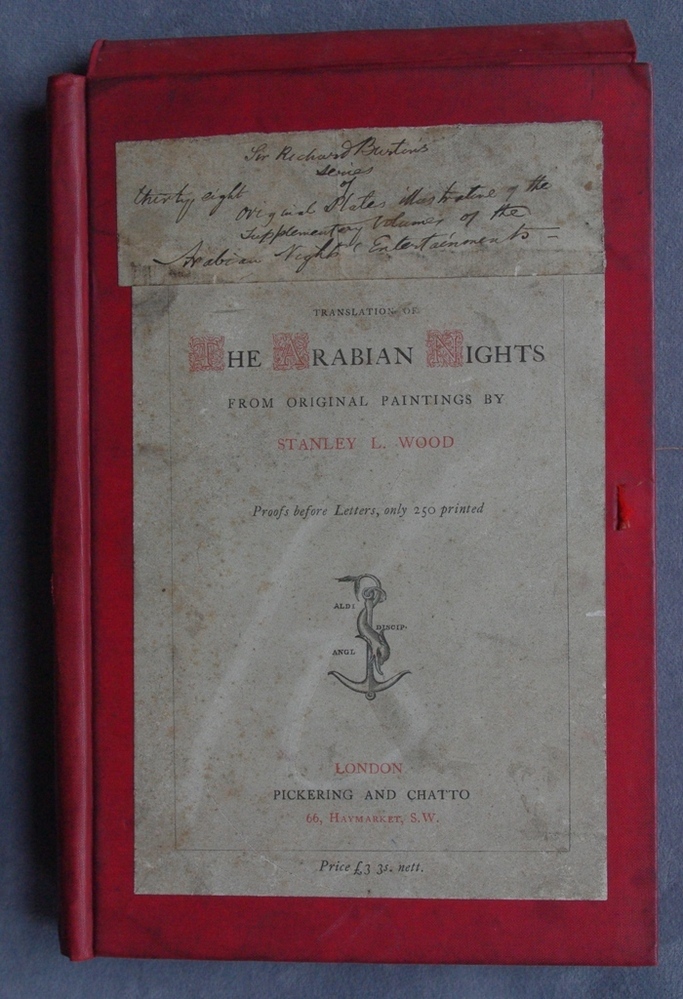 Sir Richard Burton's
series
of
thirty eight original Plates illustrative of the
Supplementary Volumes of the
Arabian Nights Entertainments –
TRANSLATION OF
THE ARABIAN NIGHTS
FROM ORIGINAL PAINTINGS BY
STANLEY L. WOOD
Proofs before Letters, only 250 printed
ALDI
DISCIP.
ANGL
LONDON
PICKERING AND CHATTO
66, HAYMARKET, S.W.
Price £3 3s. nett.